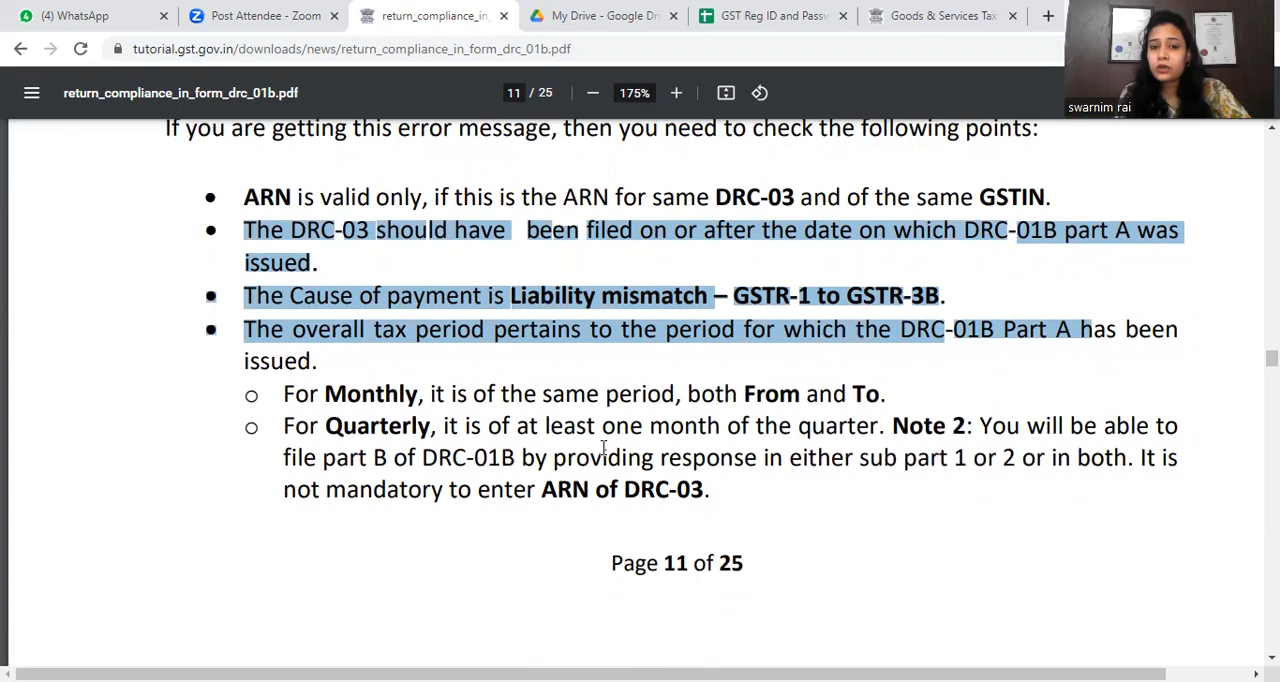 (4) WhatsApp
Post Attendee - Zoom
return_compliance_in_
My Drive - Google Dri
GST Reg ID and Passw
Goods & Services Tax
tutorial.gst.gov.in/downloads/news/return_compliance_in_form_drc_01b.pdf
return_compliance_in_form_drc_01b.pdf
11 / 25
175%
swarnim rai
If you are getting this error message, then you need to check the following points:
• ARN is valid only, if this is the ARN for same DRC-03 and of the same GSTIN.
• The DRC-03 should have been filed on or after the date on which DRC-01B part A was
issued.
• The Cause of payment is Liability mismatch – GSTR-1 to GSTR-3B.
• The overall tax period pertains to the period for which the DRC-01B Part A has been
issued.
o For Monthly, it is of the same period, both From and To.
o For Quarterly, it is of at least one month of the quarter. Note 2: You will be able to
file part B of DRC-01B by providing response in either sub part 1 or 2 or in both. It is
not mandatory to enter ARN of DRC-03.
Page 11 of 25